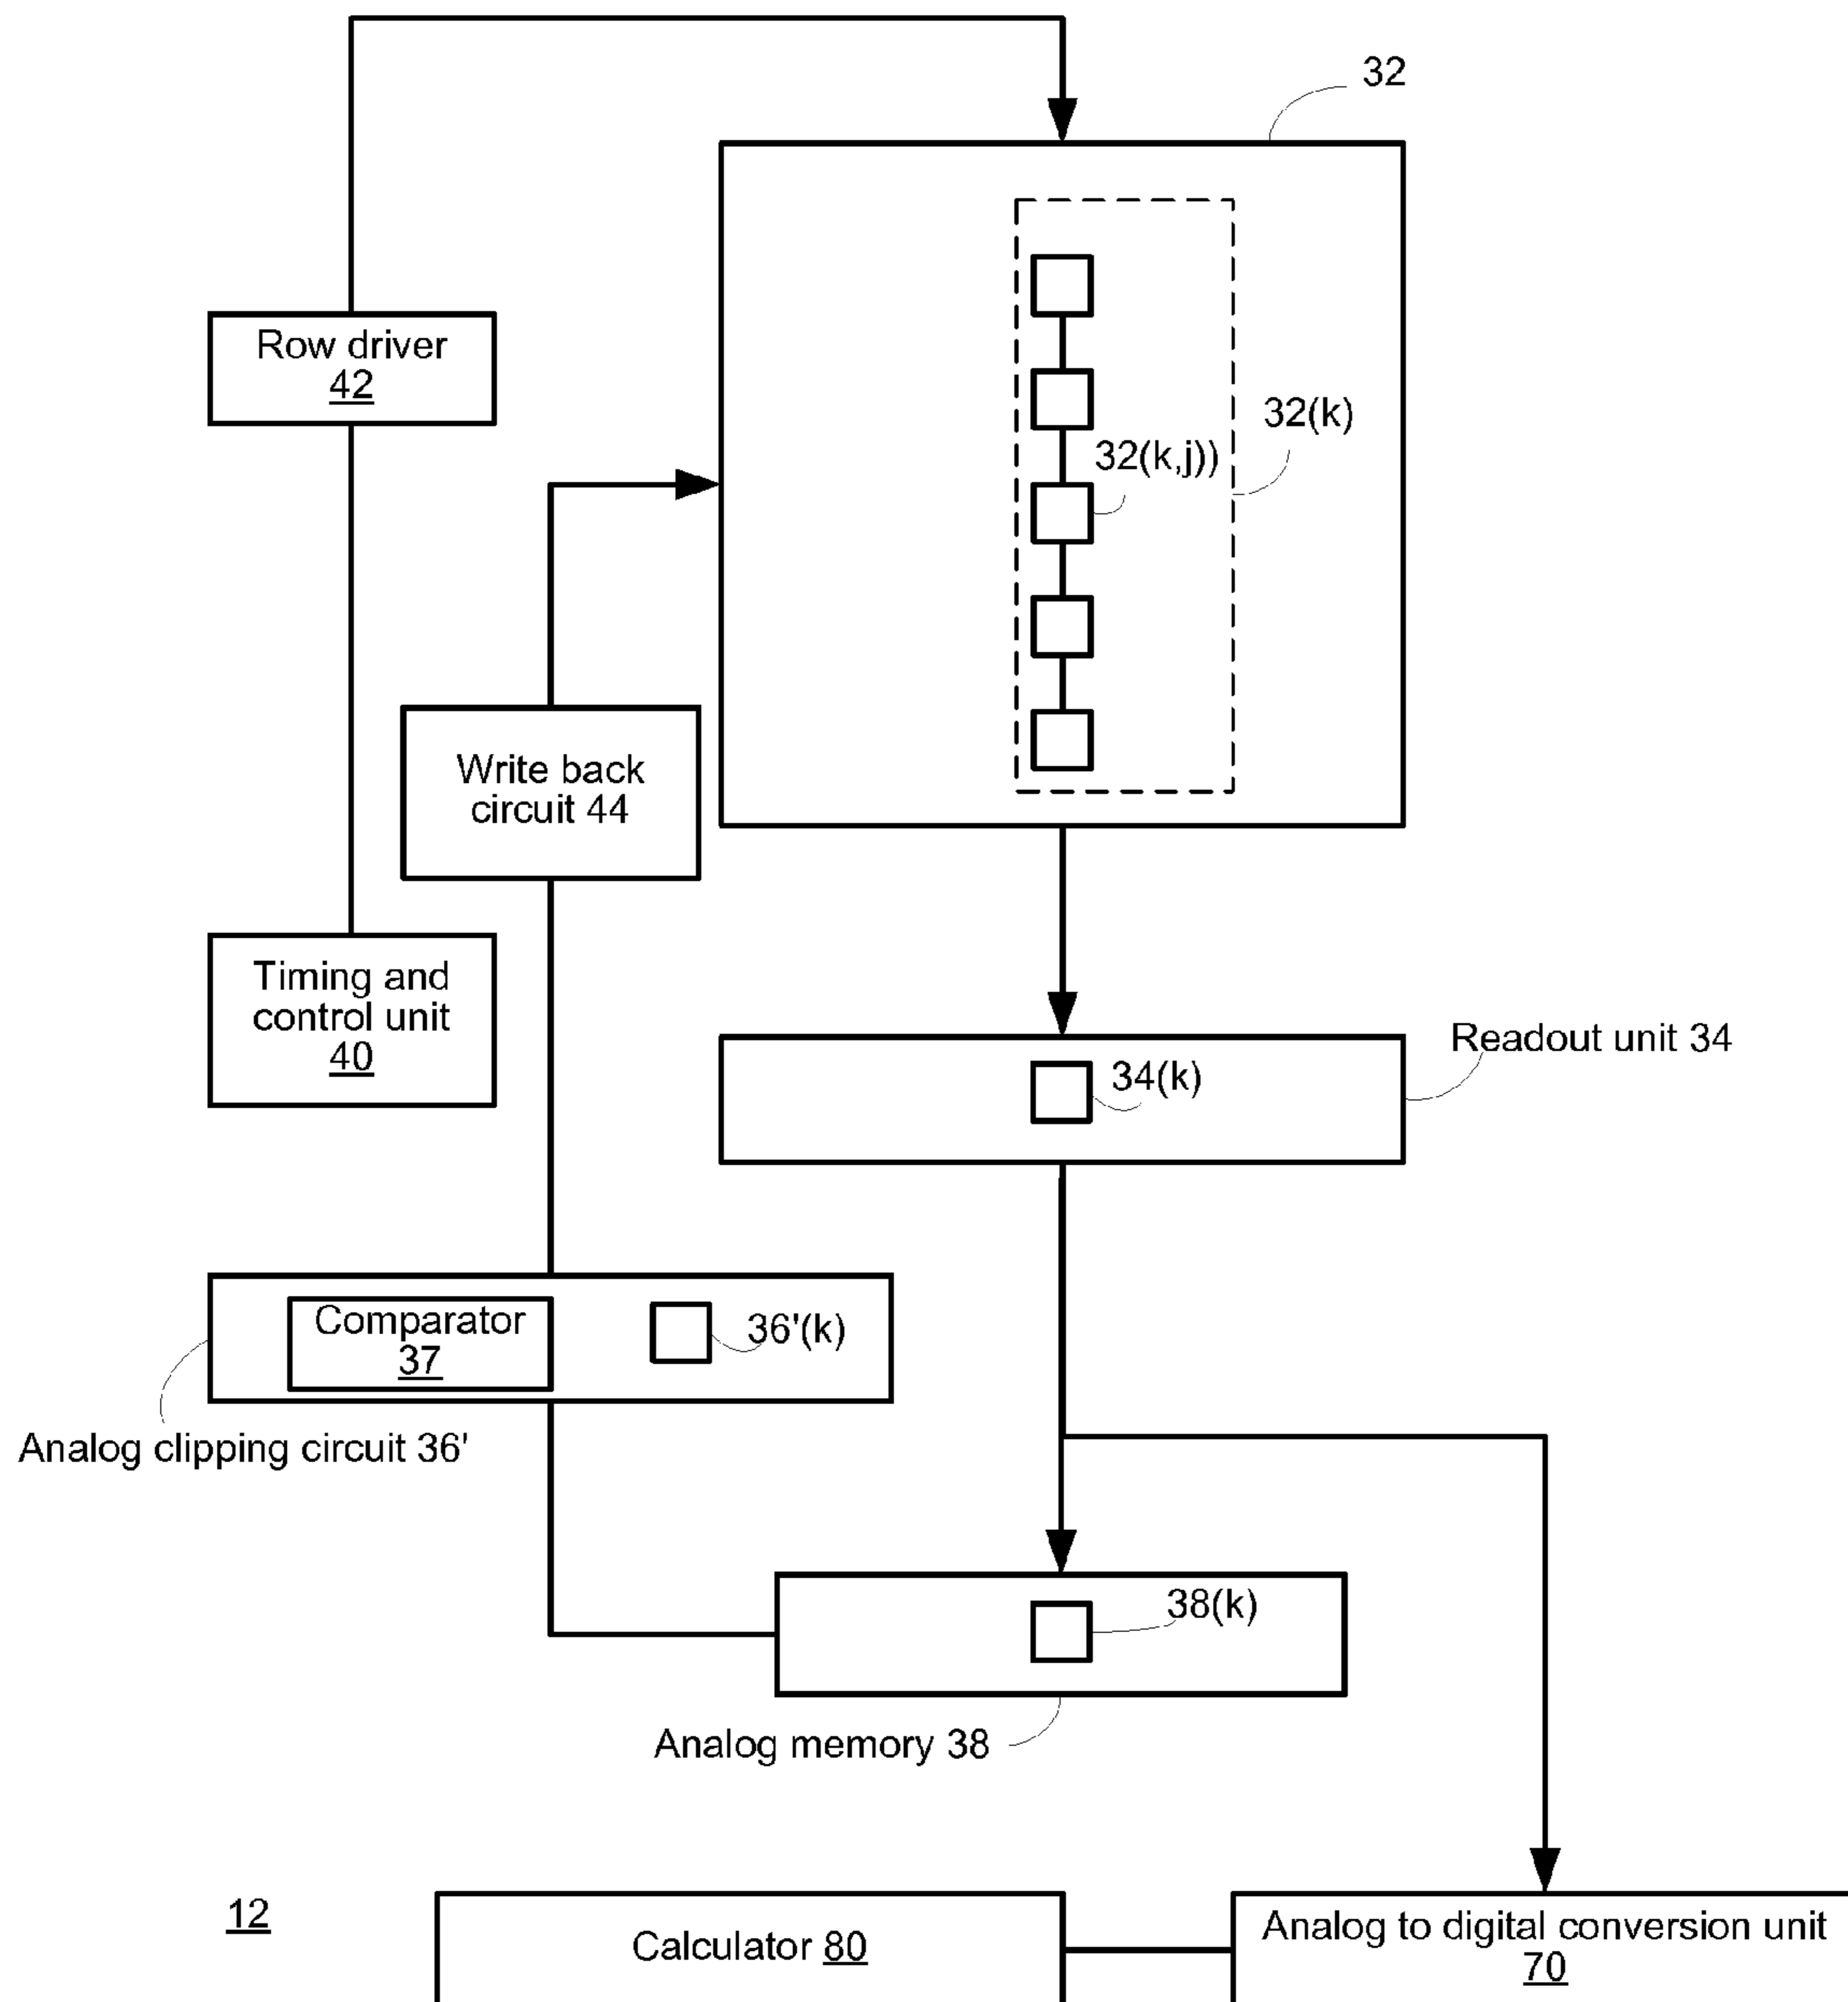 32
Row driver
42
32(k)
32(k,j))
Write back
circuit 44
Timing and
control unit
40
Readout unit 34
34(k)
Comparator
37
36'(k)
Analog clipping circuit 36'
38(k)
Analog memory 38
12
Calculator 80
Analog to digital conversion unit
70